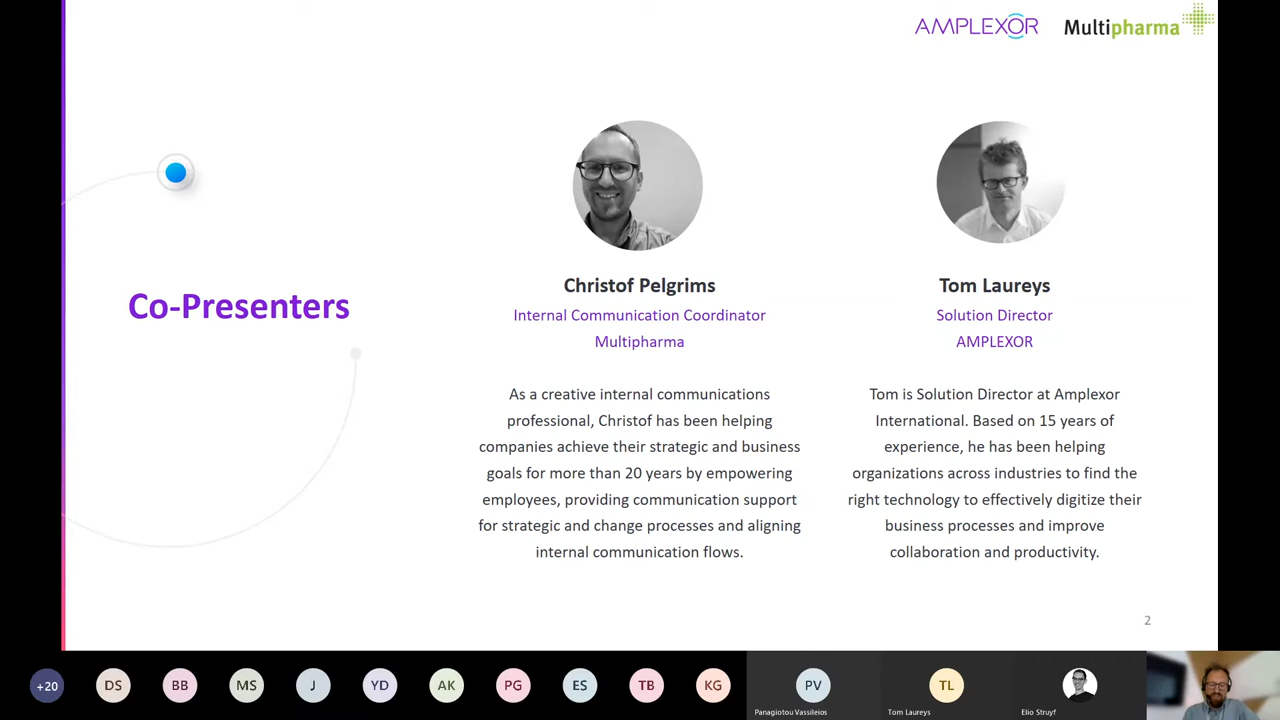 AMPLEXOR
Multipharma
Co-Presenters
Christof Pelgrims
Internal Communication Coordinator
Multipharma
As a creative internal communications
professional, Christof has been helping
companies achieve their strategic and business
goals for more than 20 years by empowering
employees, providing communication support
for strategic and change processes and aligning
internal communication flows.
Tom Laureys
Solution Director
AMPLEXOR
Tom is Solution Director at Amplexor
International. Based on 15 years of
experience, he has been helping
organizations across industries to find the
right technology to effectively digitize their
business processes and improve
collaboration and productivity.
2
+20
DS
BB
MS
J
YD
AK
PG
ES
TB
KG
PV
Panagiotou Vassileios
TL
Tom Laureys
Elio Struyf